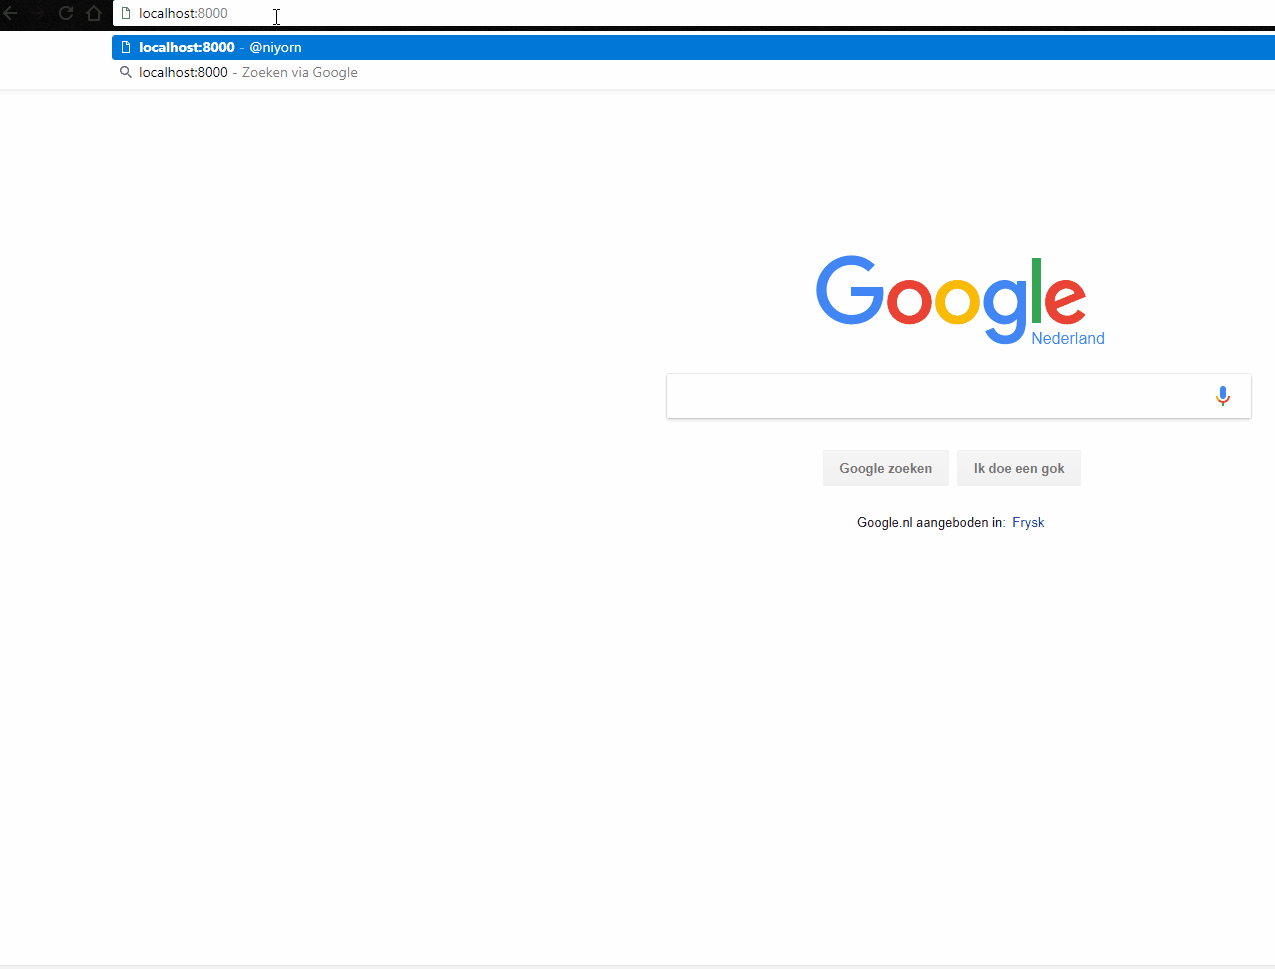 localhost:8000
localhost:8000 - @niyorn
localhost:8000 - Zoeken via Google
Google
Nederland
Google zoeken Ik doe een gok
Google.nl aangeboden in: Frysk